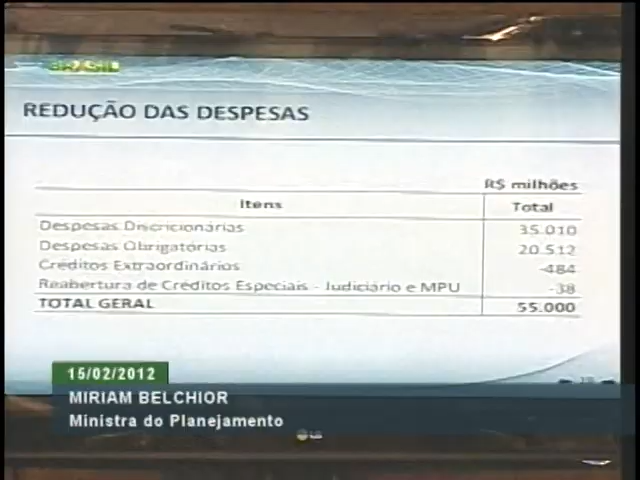 BRASIL
REDUÇÃO DAS DESPESAS
R$ milhões
Itens Total
Despesas Discricionárias 35.010
Despesas Obrigatórias 20.512
Créditos Extraordinários -484
Reabertura de Créditos Especiais - Judiciário e MPU -38
TOTAL GERAL 55.000
15/02/2012
MIRIAM BELCHIOR
Ministra do Planejamento